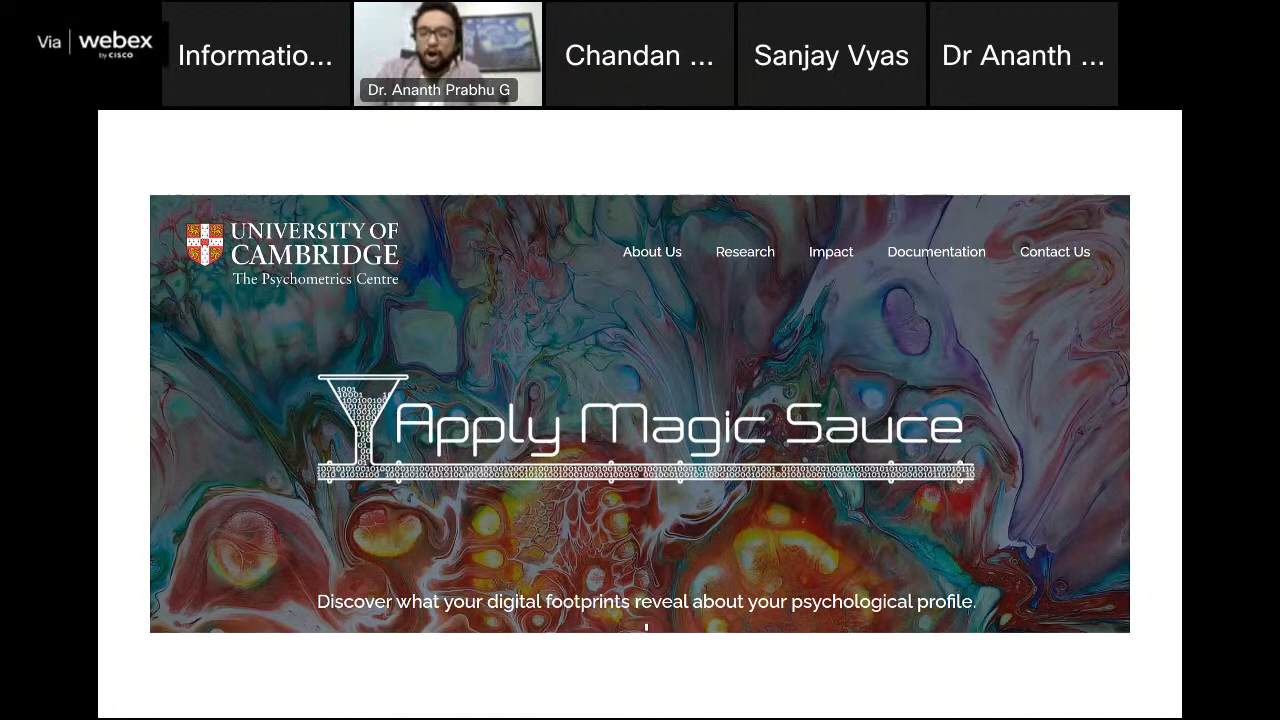 Via webex
by CISCO
Informatio...
Dr. Ananth Prabhu G
Chandan ...
Sanjay Vyas
Dr Ananth ...
UNIVERSITY OF
CAMBRIDGE
The Psychometrics Centre
About Us
Research
Impact
Documentation
Contact Us
Apply Magic Sauce
Discover what your digital footprints reveal about your psychological profile.